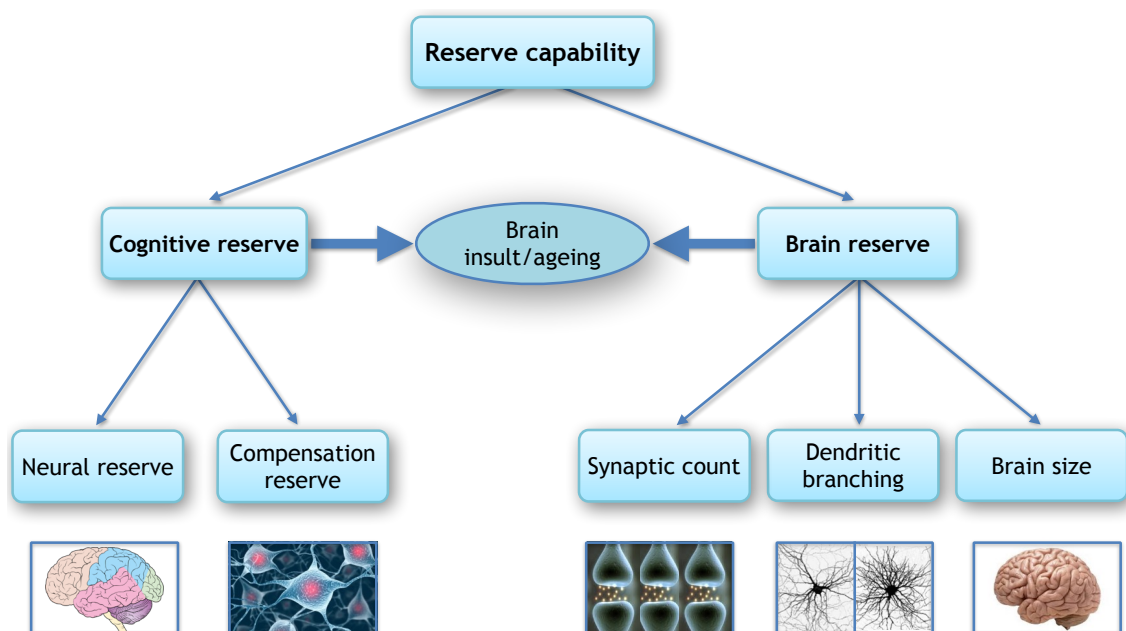 Reserve capability
Cognitive reserve
Brain
insult/ageing
Brain reserve
Neural reserve
Compensation
reserve
Synaptic count
Dendritic
branching
Brain size